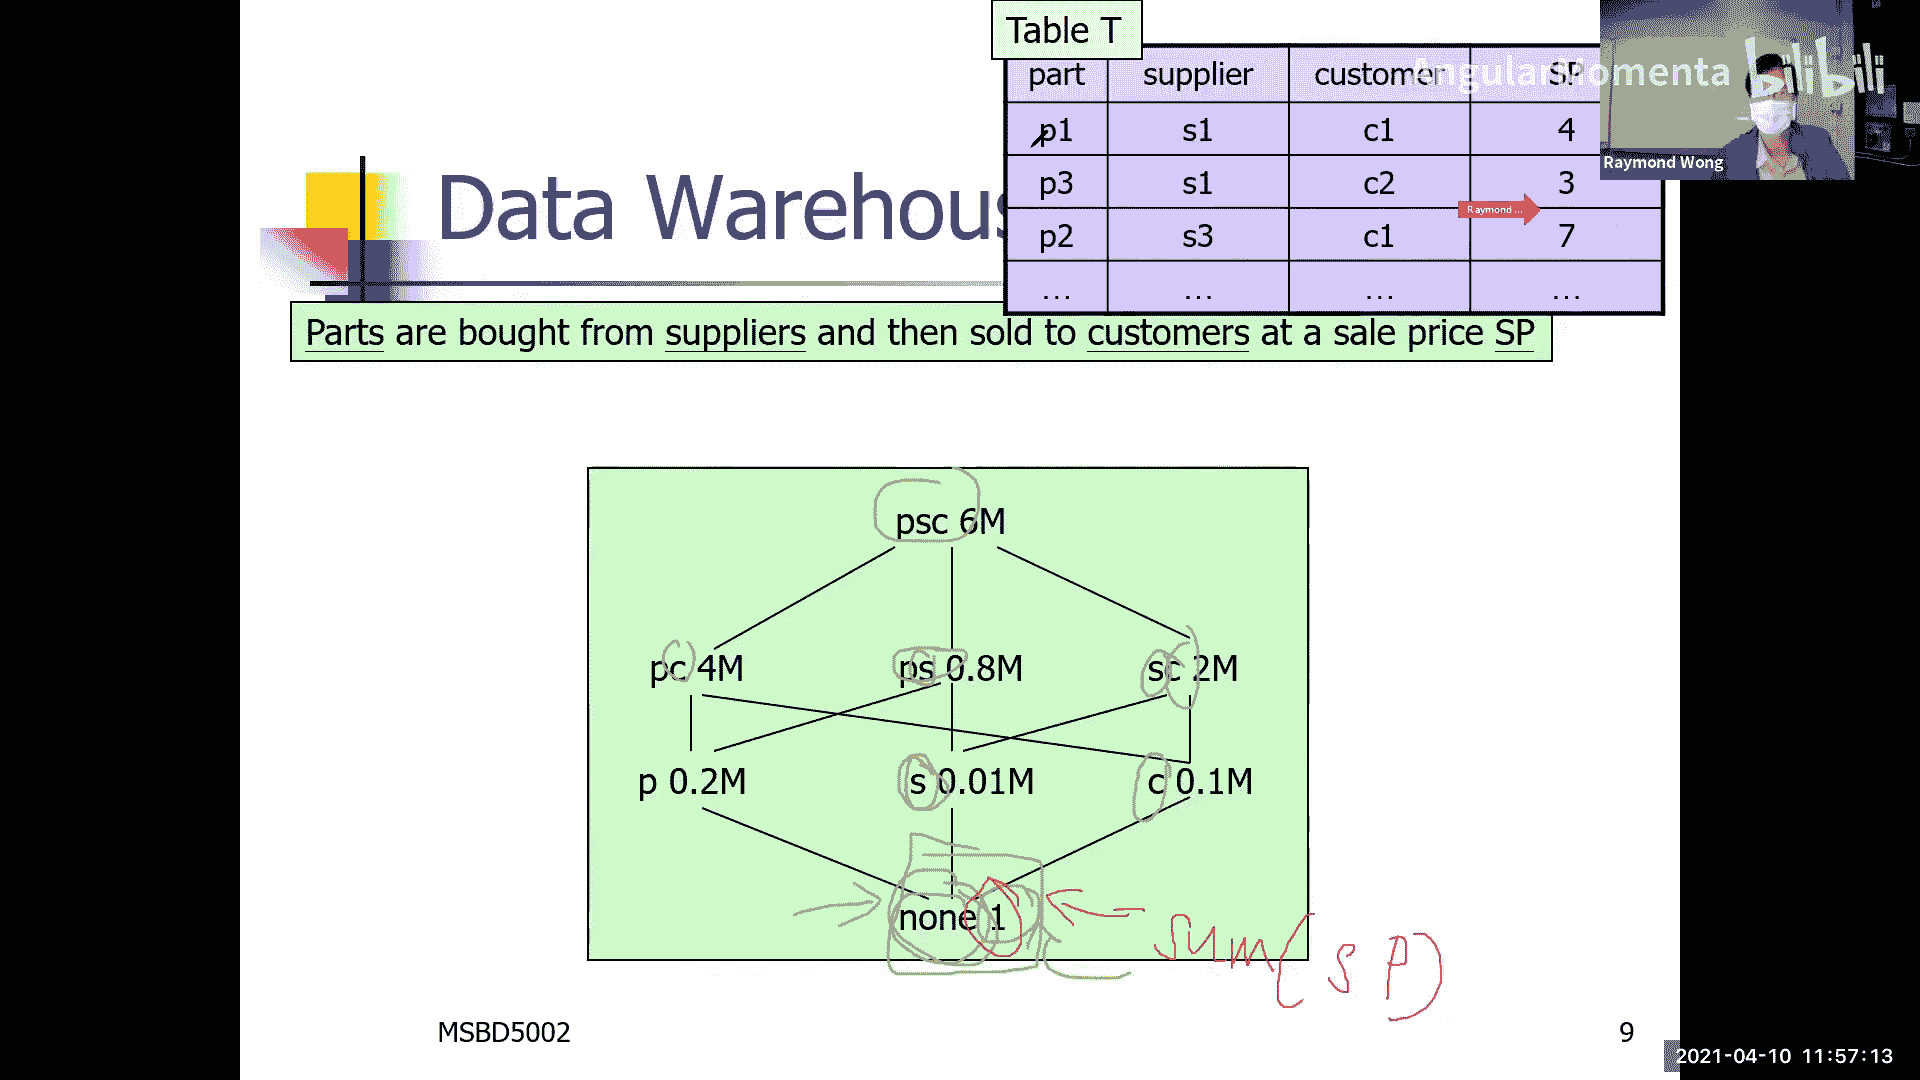 Table T
part supplier customer SP
p1 s1 c1 4
p3 s1 c2 3
p2 s3 c1 7
... ... ... ...
AngularMomenta bilibili
Raymond Wong
Raymond ...
Data Warehous
Parts are bought from suppliers and then sold to customers at a sale price SP
psc 6M
pc 4M ps 0.8M sc 2M
p 0.2M s 0.01M c 0.1M
none 1
sum(SP)
MSBD5002
9
2021-04-10 11:57:13